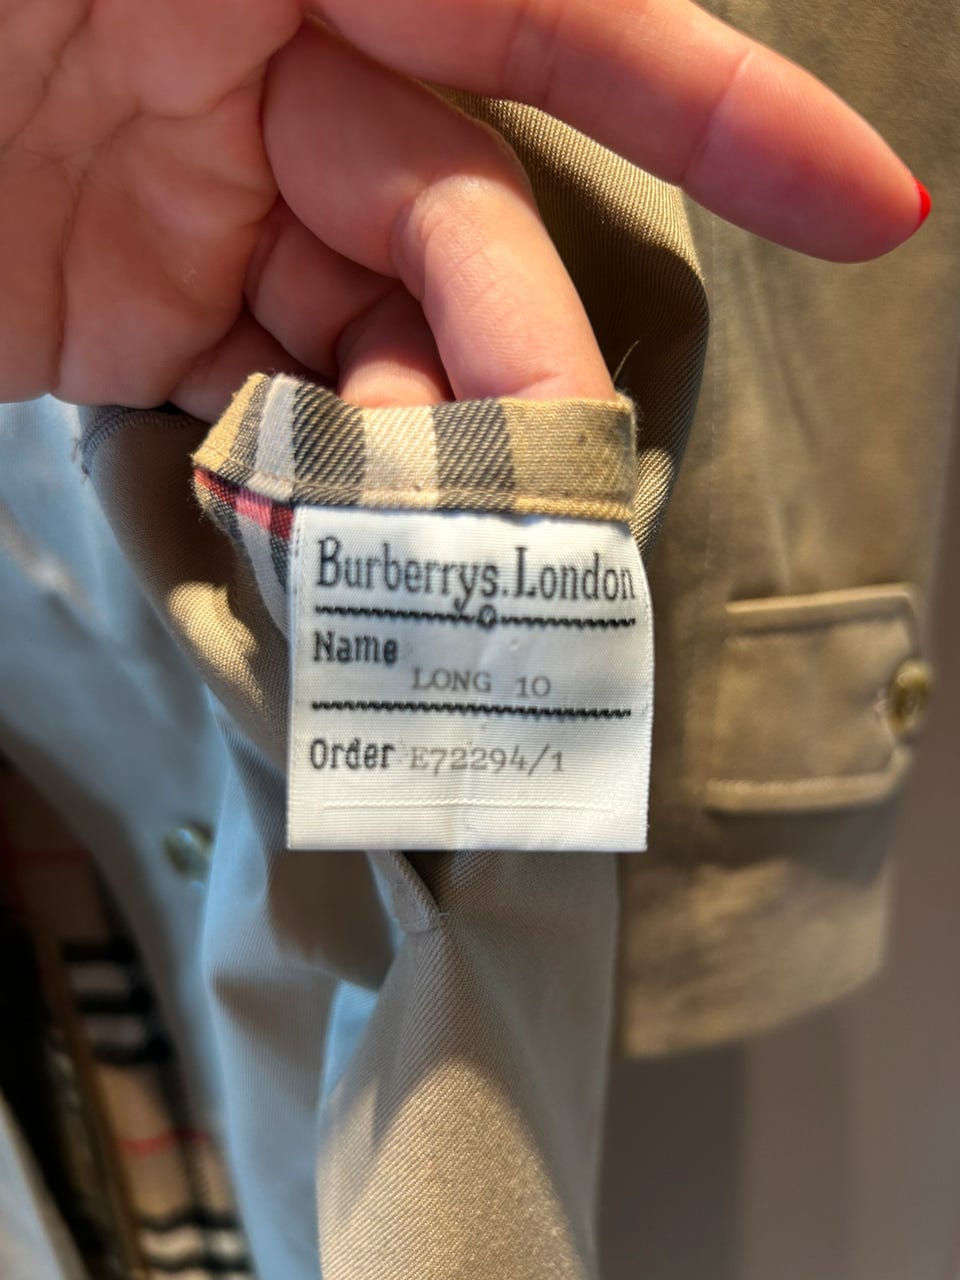 Burberrys.London
Name LONG 10
Order E72294/1